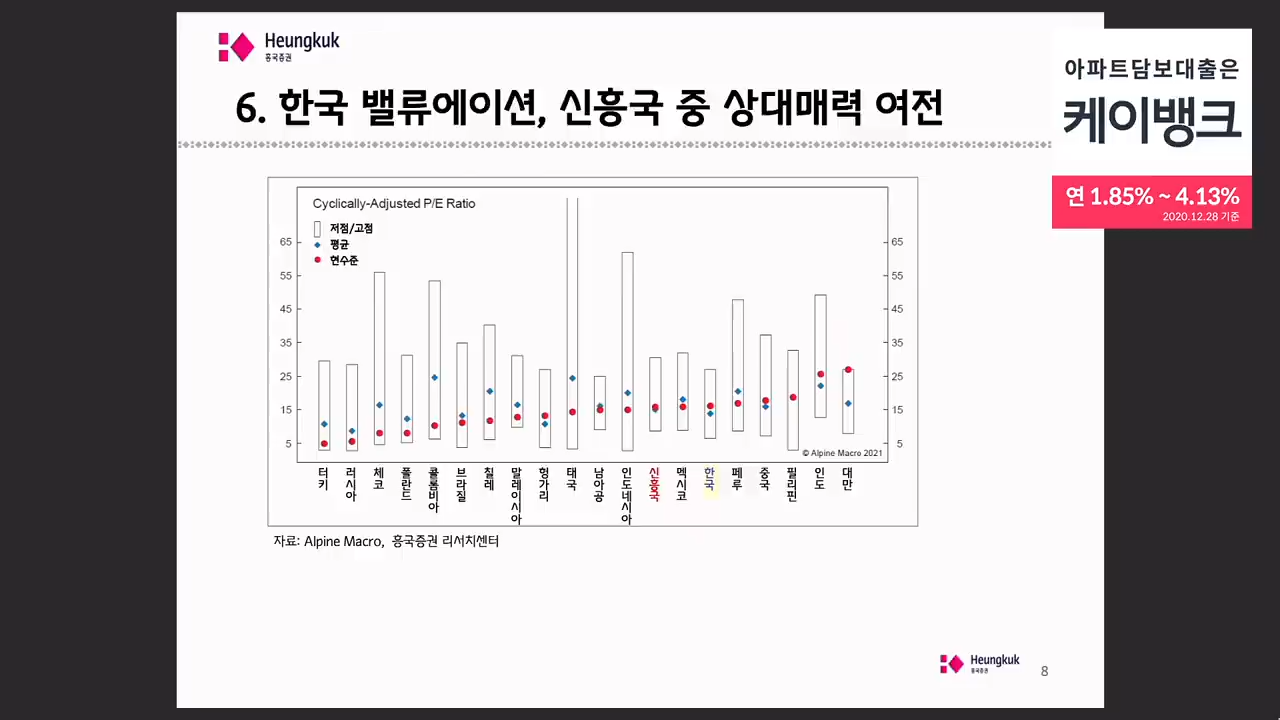 Heungkuk
흥국증권
6. 한국 밸류에이션, 신흥국 중 상대매력 여전
아파트담보대출은
케이뱅크
연 1.85% ~ 4.13%
2020.12.28 기준
Cyclically-Adjusted P/E Ratio
저점/고점
평균
현수준
65 65
55 55
45 45
35 35
25 25
15 15
5 5
© Alpine Macro 2021
터키 러시아 체코 폴란드 콜롬비아 브라질 칠레 말레이시아 헝가리 태국 남아공 인도네시아 신흥국 멕시코 한국 페루 중국 필리핀 인도 대만
자료: Alpine Macro, 흥국증권 리서치센터
Heungkuk
흥국증권
8